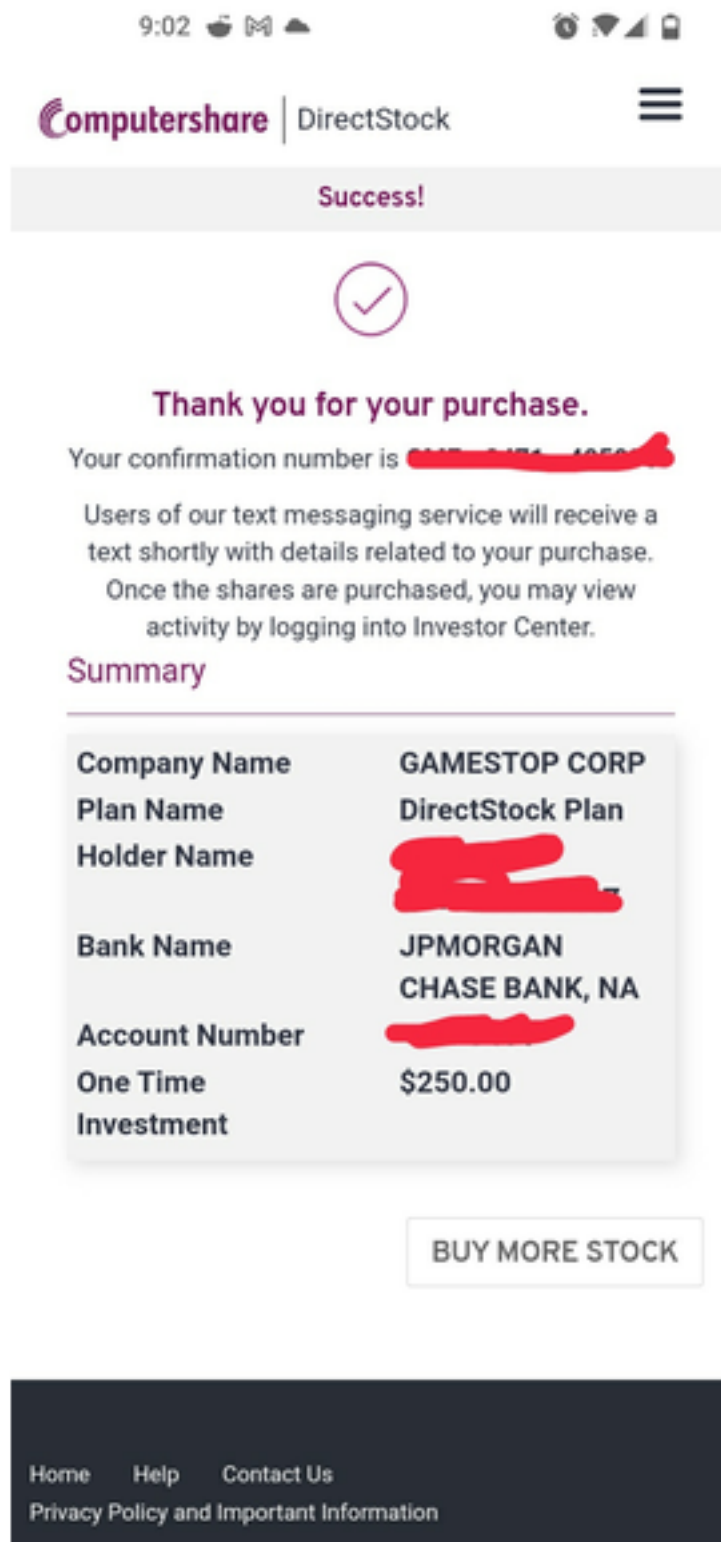 9:02
Computershare DirectStock
Success!
Thank you for your purchase.
Your confirmation number is
Users of our text messaging service will receive a
text shortly with details related to your purchase.
Once the shares are purchased, you may view
activity by logging into Investor Center.
Summary
Company Name GAMESTOP CORP
Plan Name DirectStock Plan
Holder Name
Bank Name JPMORGAN
CHASE BANK, NA
Account Number
One Time $250.00
Investment
BUY MORE STOCK
Home Help Contact Us
Privacy Policy and Important Information